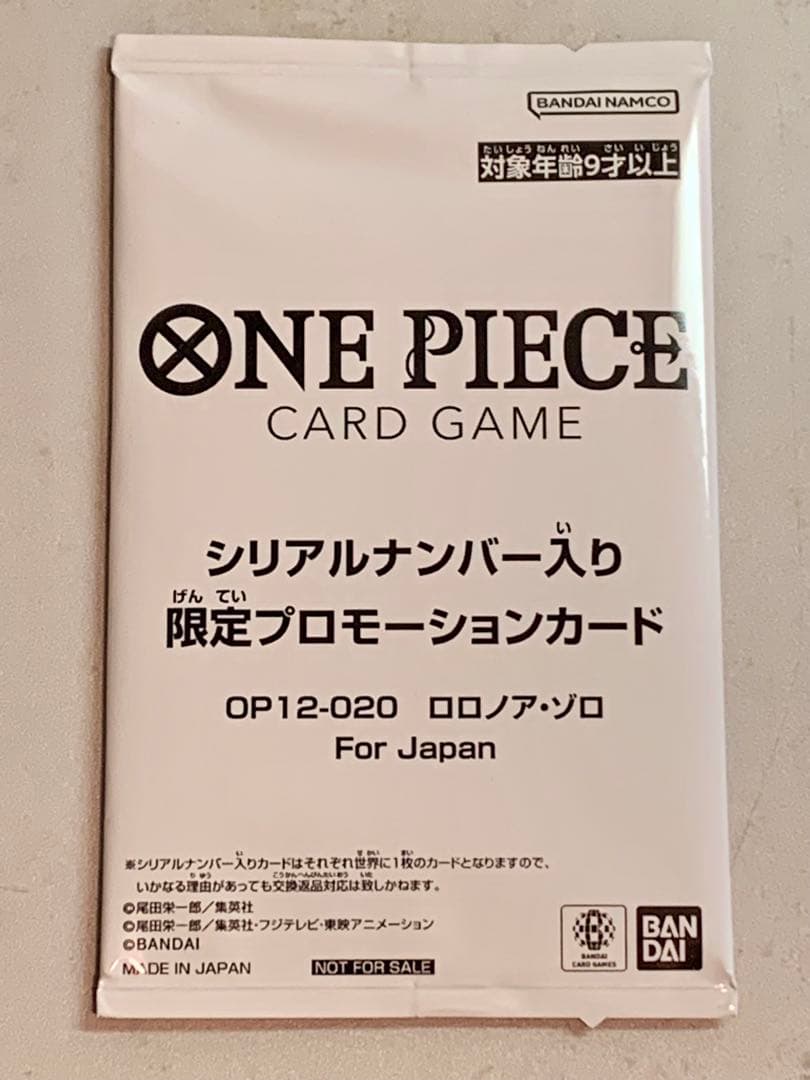 BANDAI NAMCO
対象年齢9才以上
ONE PIECE
CARD GAME
シリアルナンバー入り
限定プロモーションカード
OP12-020 ロロノア・ゾロ
For Japan
※シリアルナンバー入りカードはそれぞれ世界に1枚のカードとなりますので、
いかなる理由があっても交換返品対応は致しかねます。
©尾田栄一郎／集英社
©尾田栄一郎／集英社・フジテレビ・東映アニメーション
©BANDAI
MADE IN JAPAN NOT FOR SALE
BANDAI
CARD GAMES
BAN
DAI